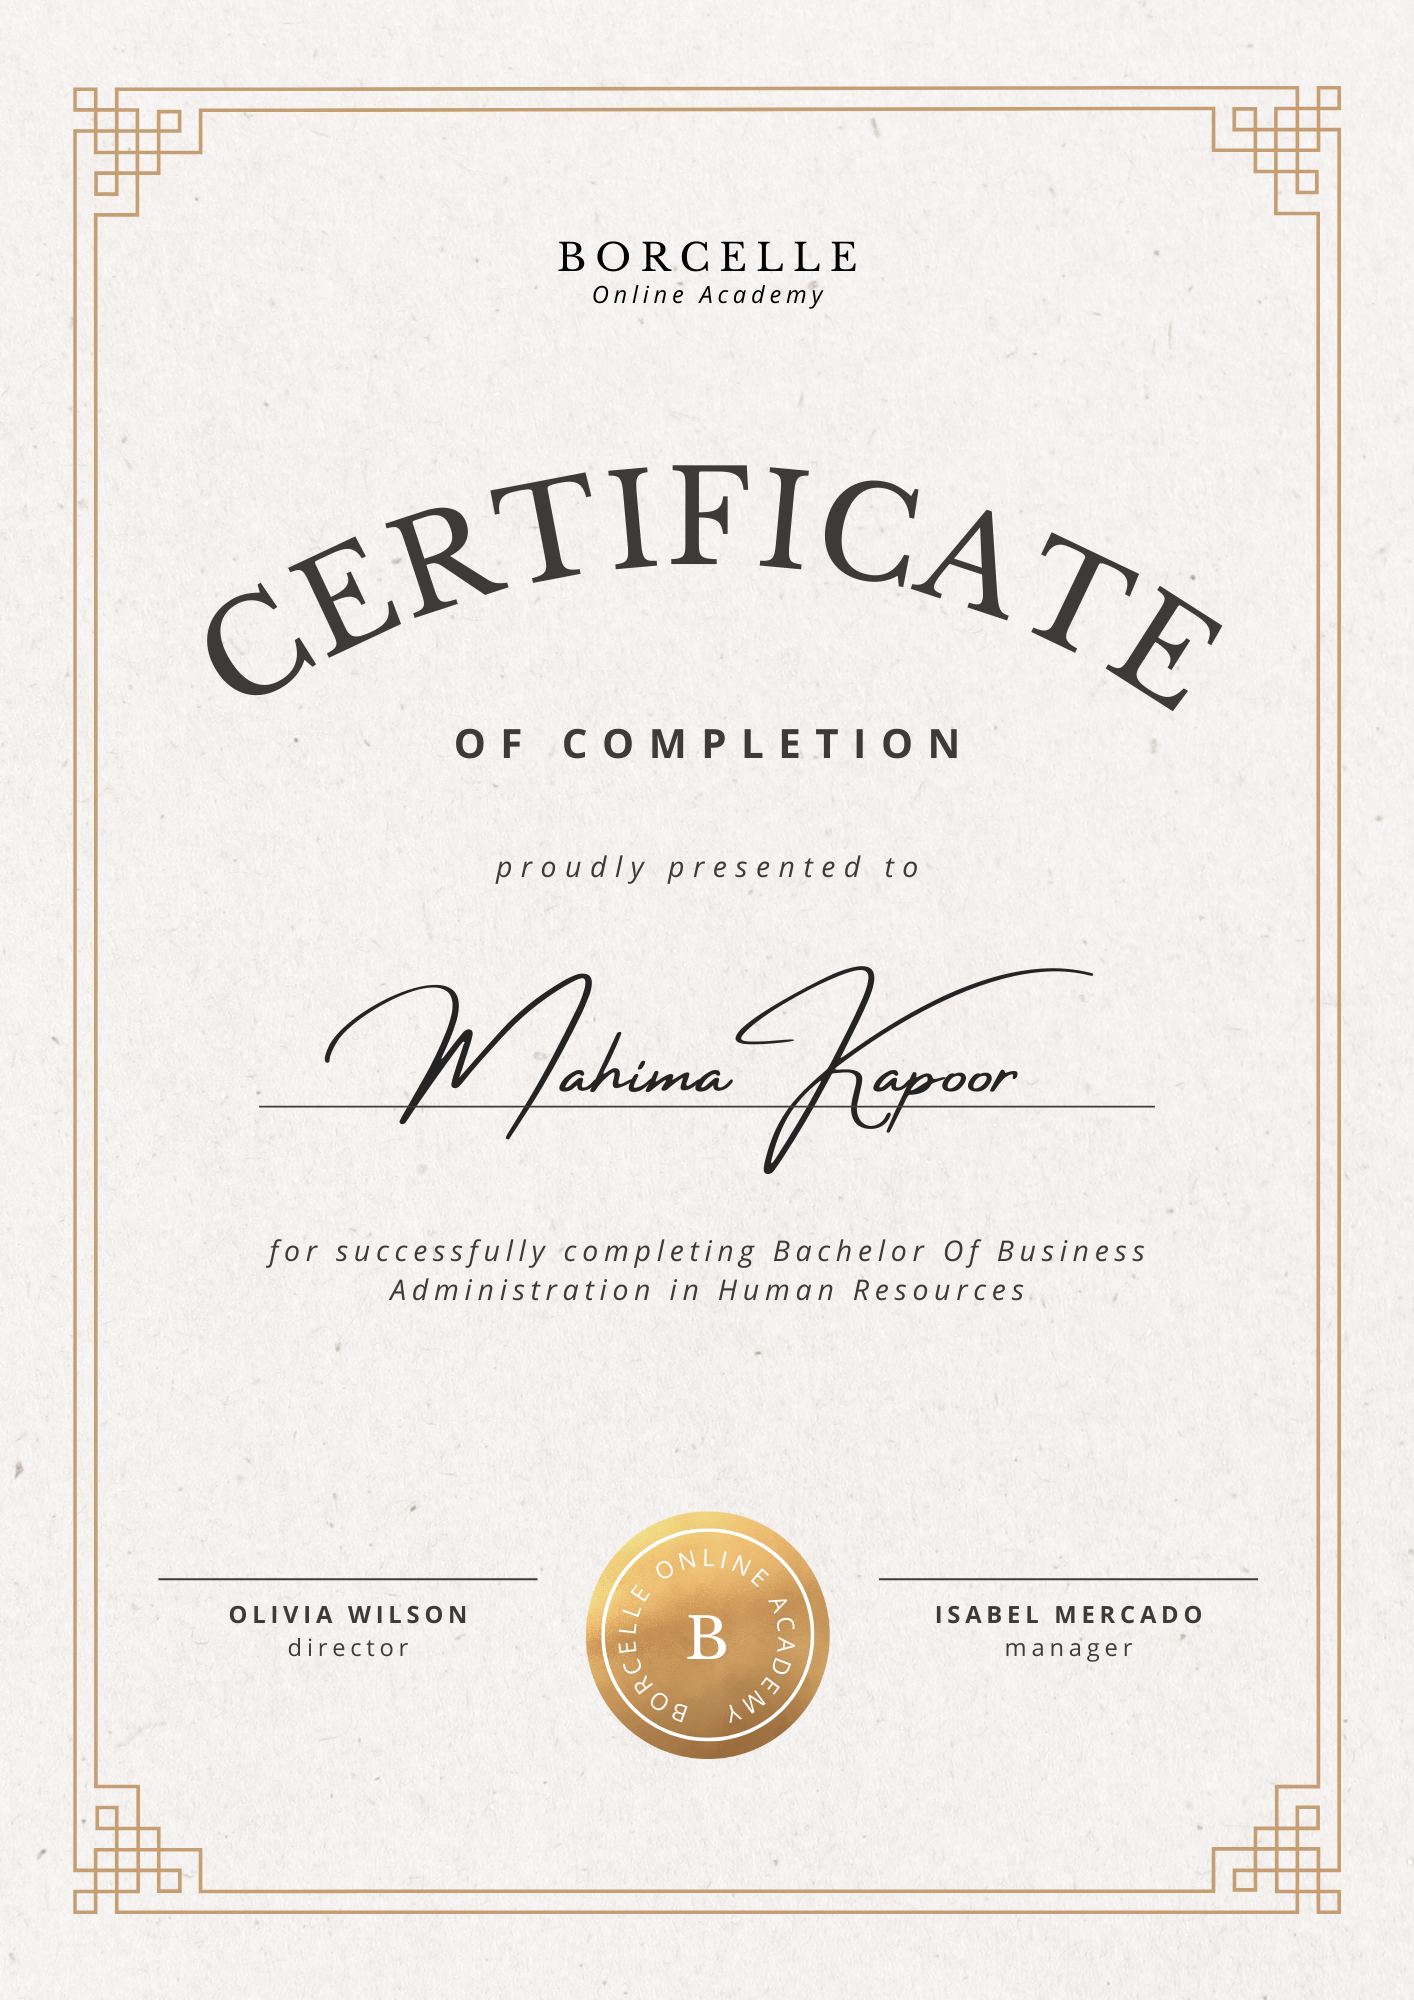 BORCELLE
Online Academy
CERTIFICATE
OF COMPLETION
proudly presented to
Mahima Kapoor
for successfully completing Bachelor Of Business
Administration in Human Resources
OLIVIA WILSON
director
BORCELLE ONLINE ACADEMY
B
ISABEL MERCADO
manager